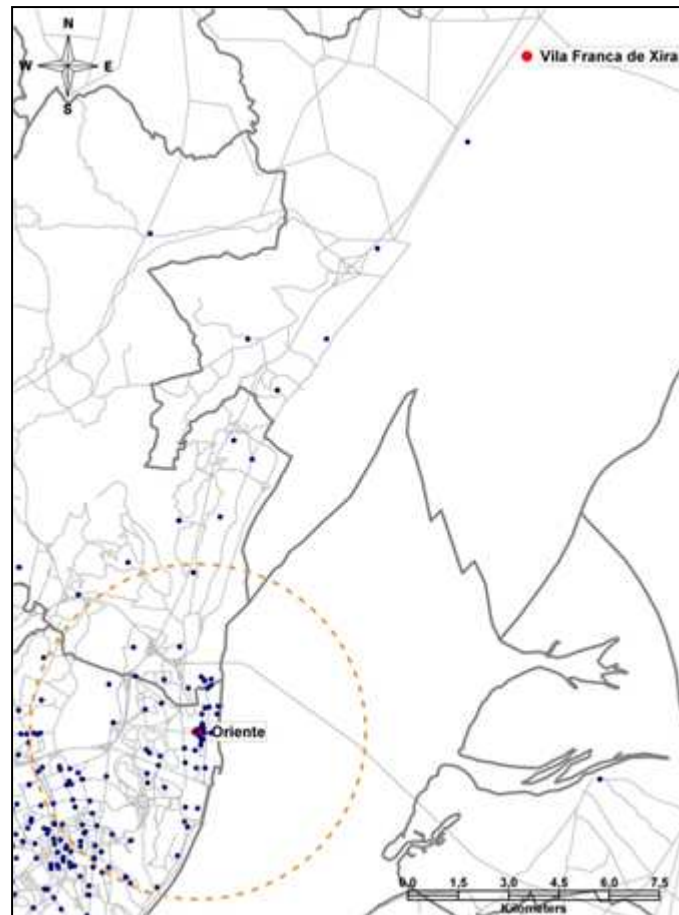 N
Vila Franca de Xira
W E
S
Oriente
0,0 1,5 3,0 4,5 6,0 7,5
Kilometers